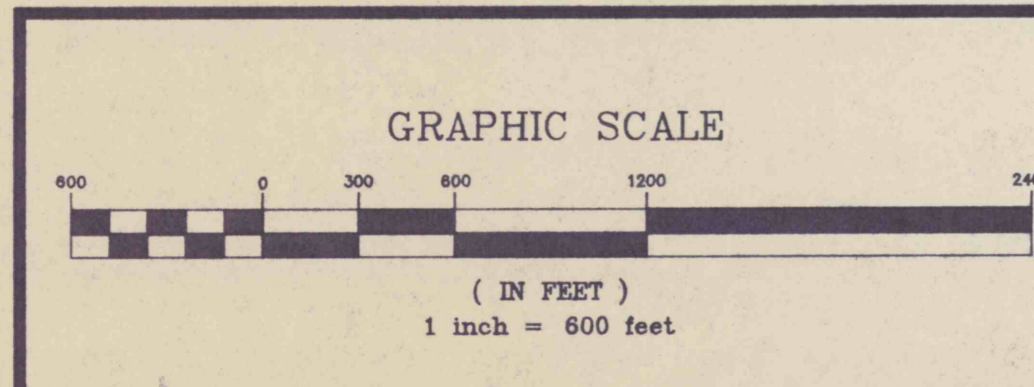 GRAPHIC SCALE
600 0 300 600 1200
( IN FEET )
1 inch = 600 feet